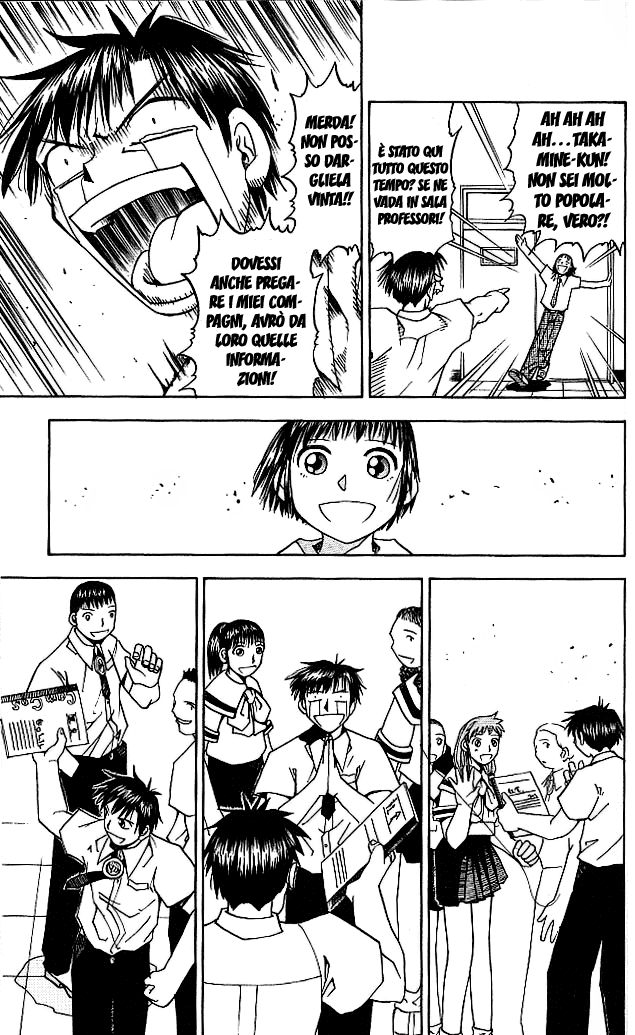 AH AH AH
AH...TAKA-
MINE-KUN!
NON SEI MOL-
TO POPOLA-
RE, VERO?!
È STATO QUI
TUTTO QUESTO
TEMPO? SE NE
VADA IN SALA
PROFESSORI!
MERDA!
NON POS-
SO DAR-
GLIELA
VINTA!!
DOVESSI
ANCHE PREGA-
RE I MIEI COM-
PAGNI, AVRÒ DA
LORO QUELLE
INFORMA-
ZIONI!